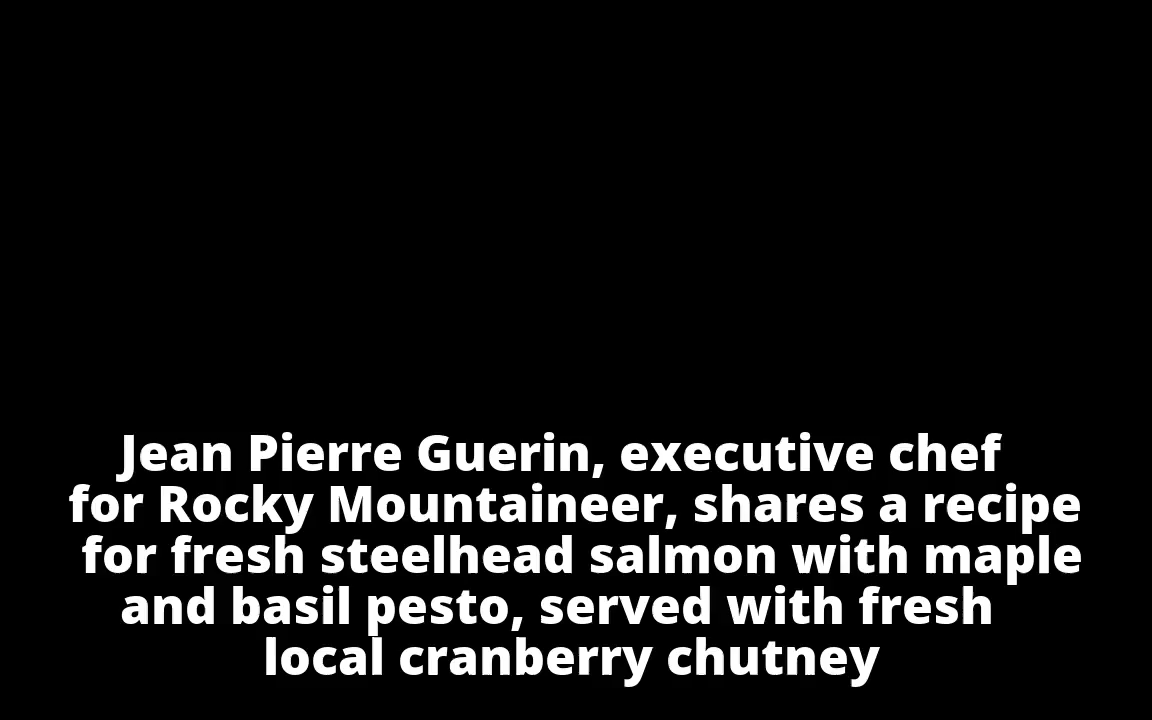 Jean Pierre Guerin, executive chef
for Rocky Mountaineer, shares a recipe
for fresh steelhead salmon with maple
and basil pesto, served with fresh
local cranberry chutney